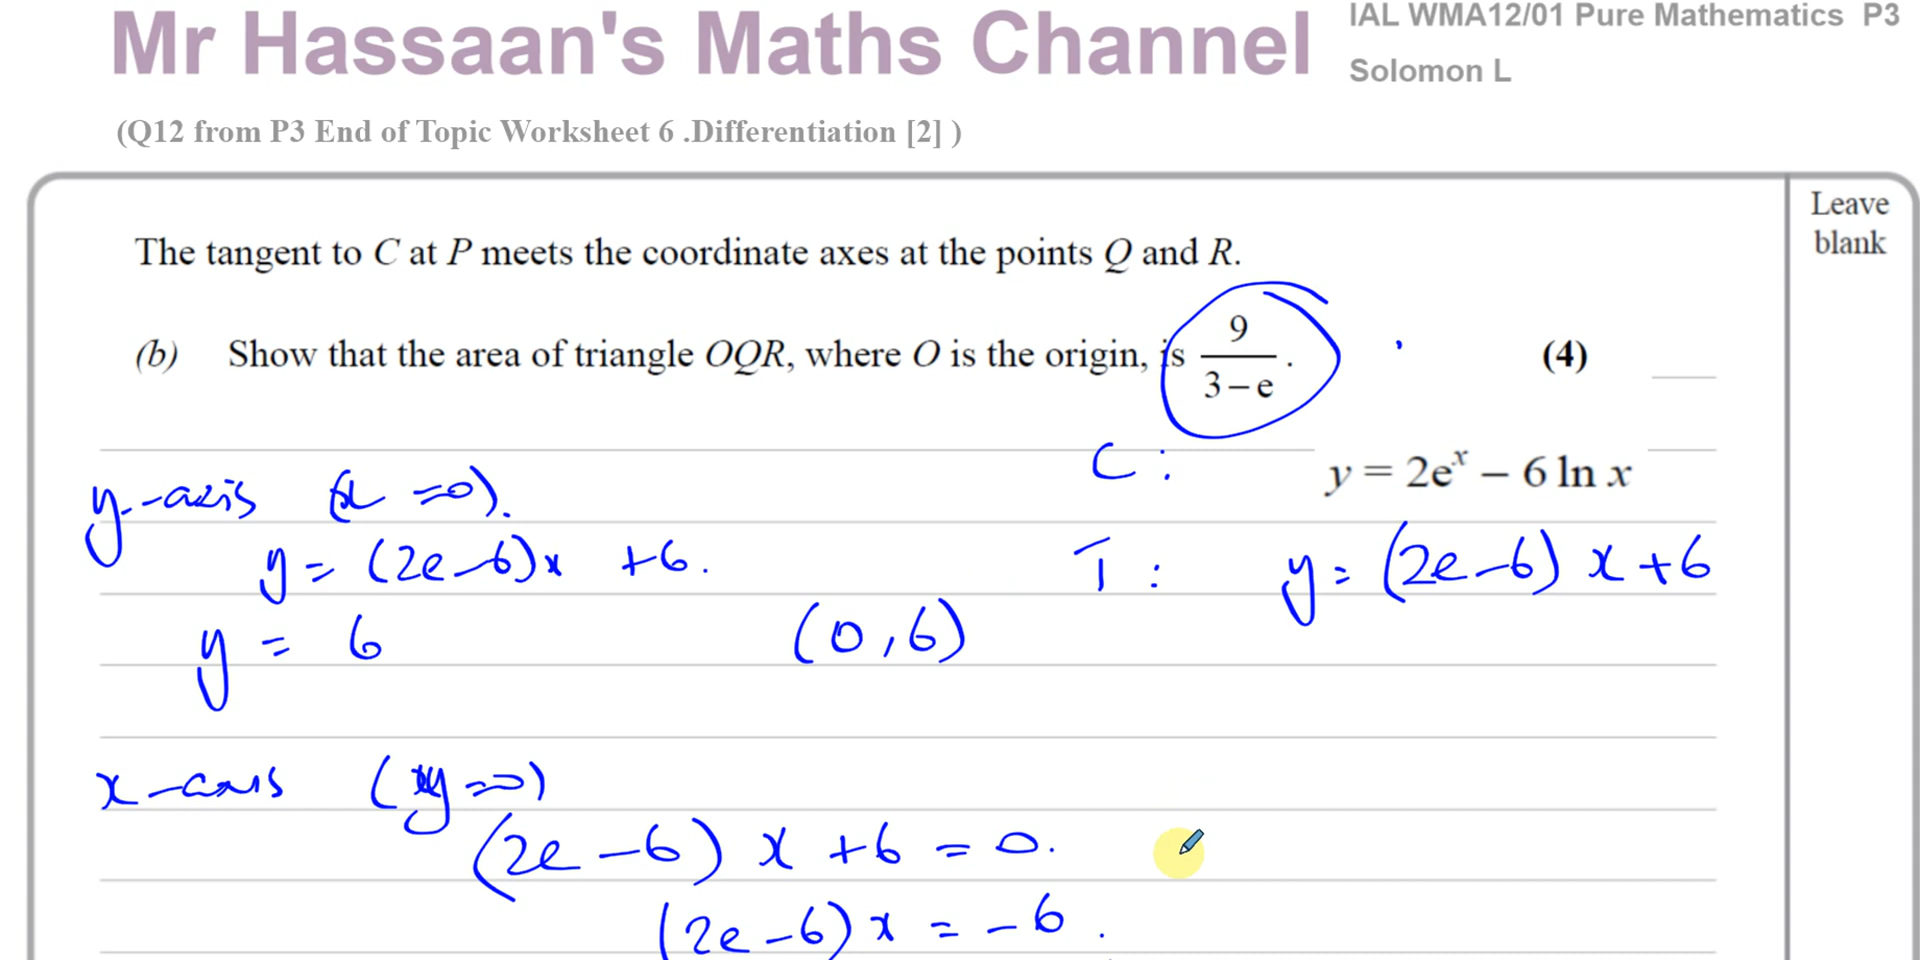 Mr Hassaan's Maths Channel
IAL WMA12/01 Pure Mathematics P3
Solomon L
(Q12 from P3 End of Topic Worksheet 6 .Differentiation [2] )
Leave
blank
The tangent to C at P meets the coordinate axes at the points Q and R.
(b) Show that the area of triangle OQR, where O is the origin, is 9/(3 – e). (4)
C : y = 2eˣ – 6 ln x
y-axis (x =0).
y = (2e-6)x +6.
T : y = (2e-6) x +6
y = 6 (0,6)
x-axis (y=0)
(2e-6) x +6 = 0.
(2e-6) x = -6.